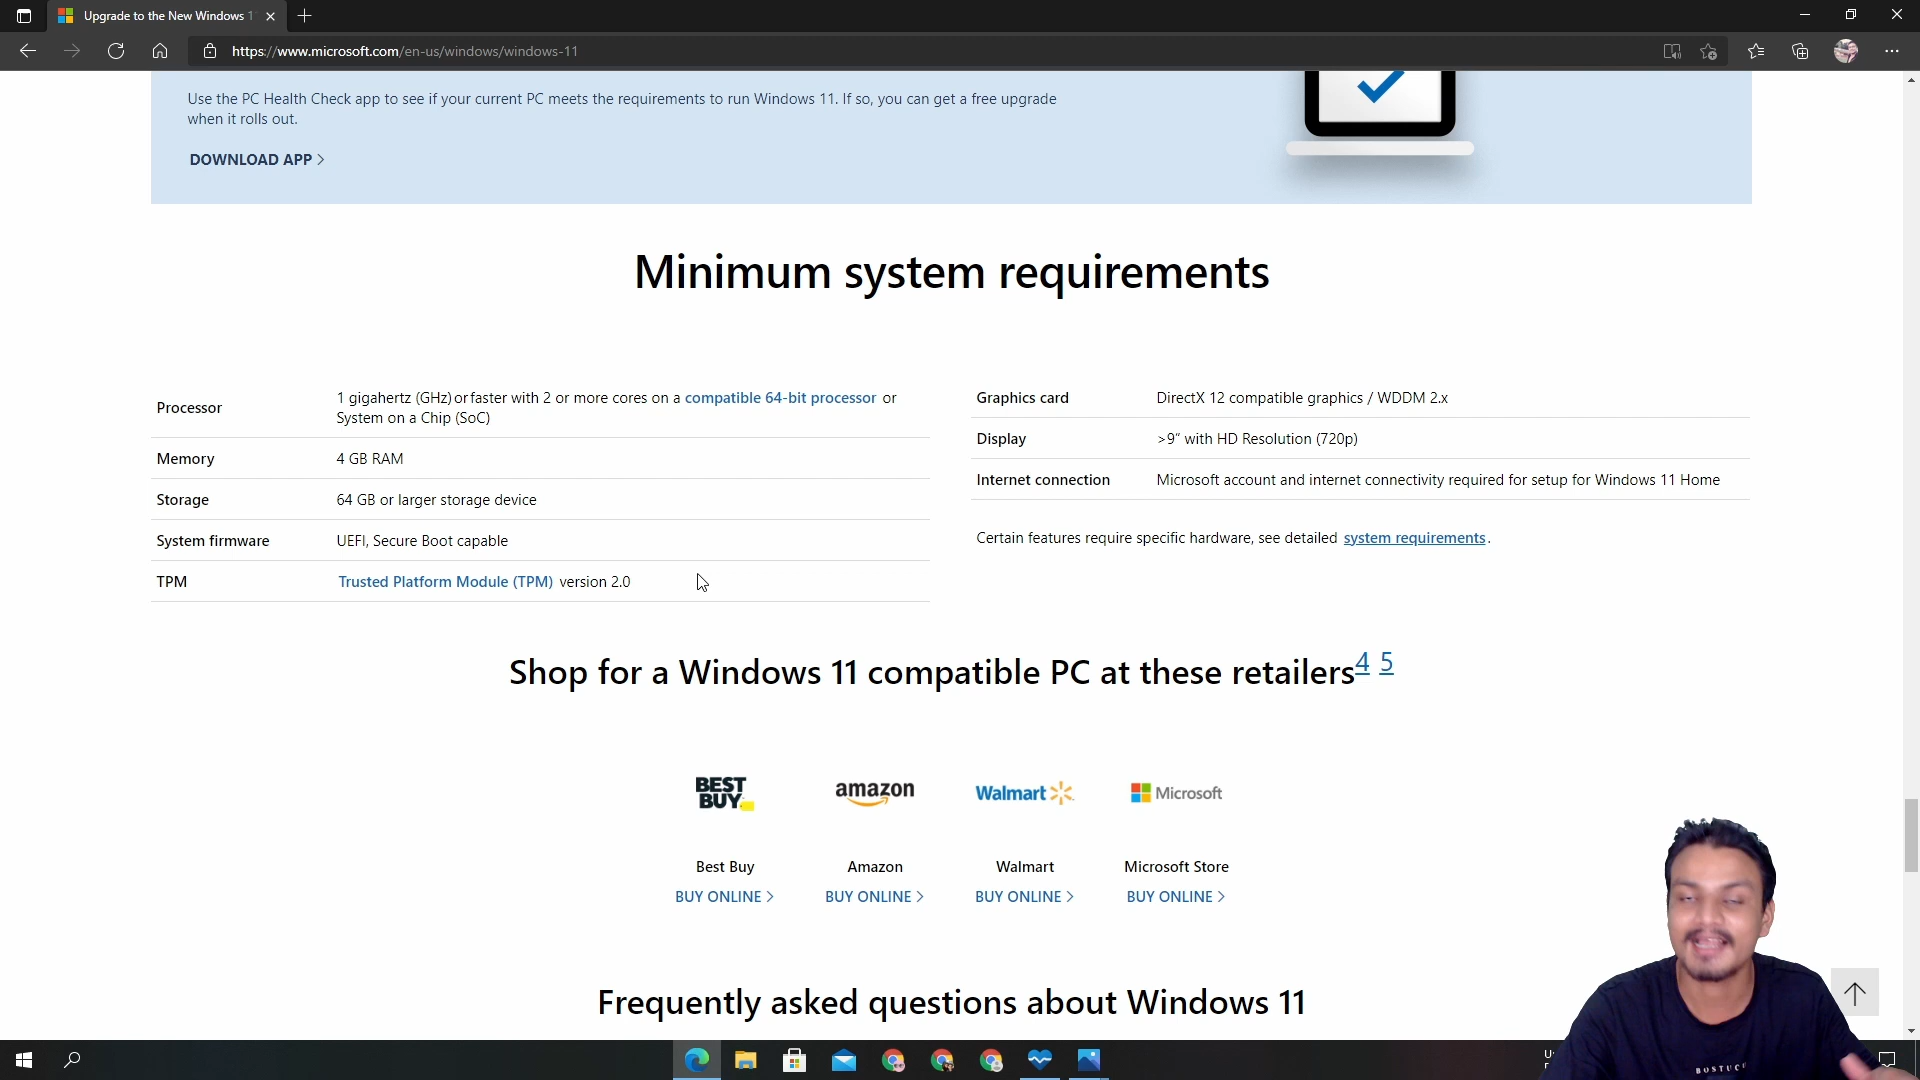 Upgrade to the New Windows 1
https://www.microsoft.com/en-us/windows/windows-11
Use the PC Health Check app to see if your current PC meets the requirements to run Windows 11. If so, you can get a free upgrade
when it rolls out.
DOWNLOAD APP >
Minimum system requirements
Processor
1 gigahertz (GHz) or faster with 2 or more cores on a compatible 64-bit processor or
System on a Chip (SoC)
Memory
4 GB RAM
Storage
64 GB or larger storage device
System firmware
UEFI, Secure Boot capable
TPM
Trusted Platform Module (TPM) version 2.0
Graphics card
DirectX 12 compatible graphics / WDDM 2.x
Display
>9” with HD Resolution (720p)
Internet connection
Microsoft account and internet connectivity required for setup for Windows 11 Home
Certain features require specific hardware, see detailed system requirements.
Shop for a Windows 11 compatible PC at these retailers4 5
BEST
BUY
amazon
Walmart
Microsoft
Best Buy
Amazon
Walmart
Microsoft Store
BUY ONLINE >
BUY ONLINE >
BUY ONLINE >
BUY ONLINE >
Frequently asked questions about Windows 11